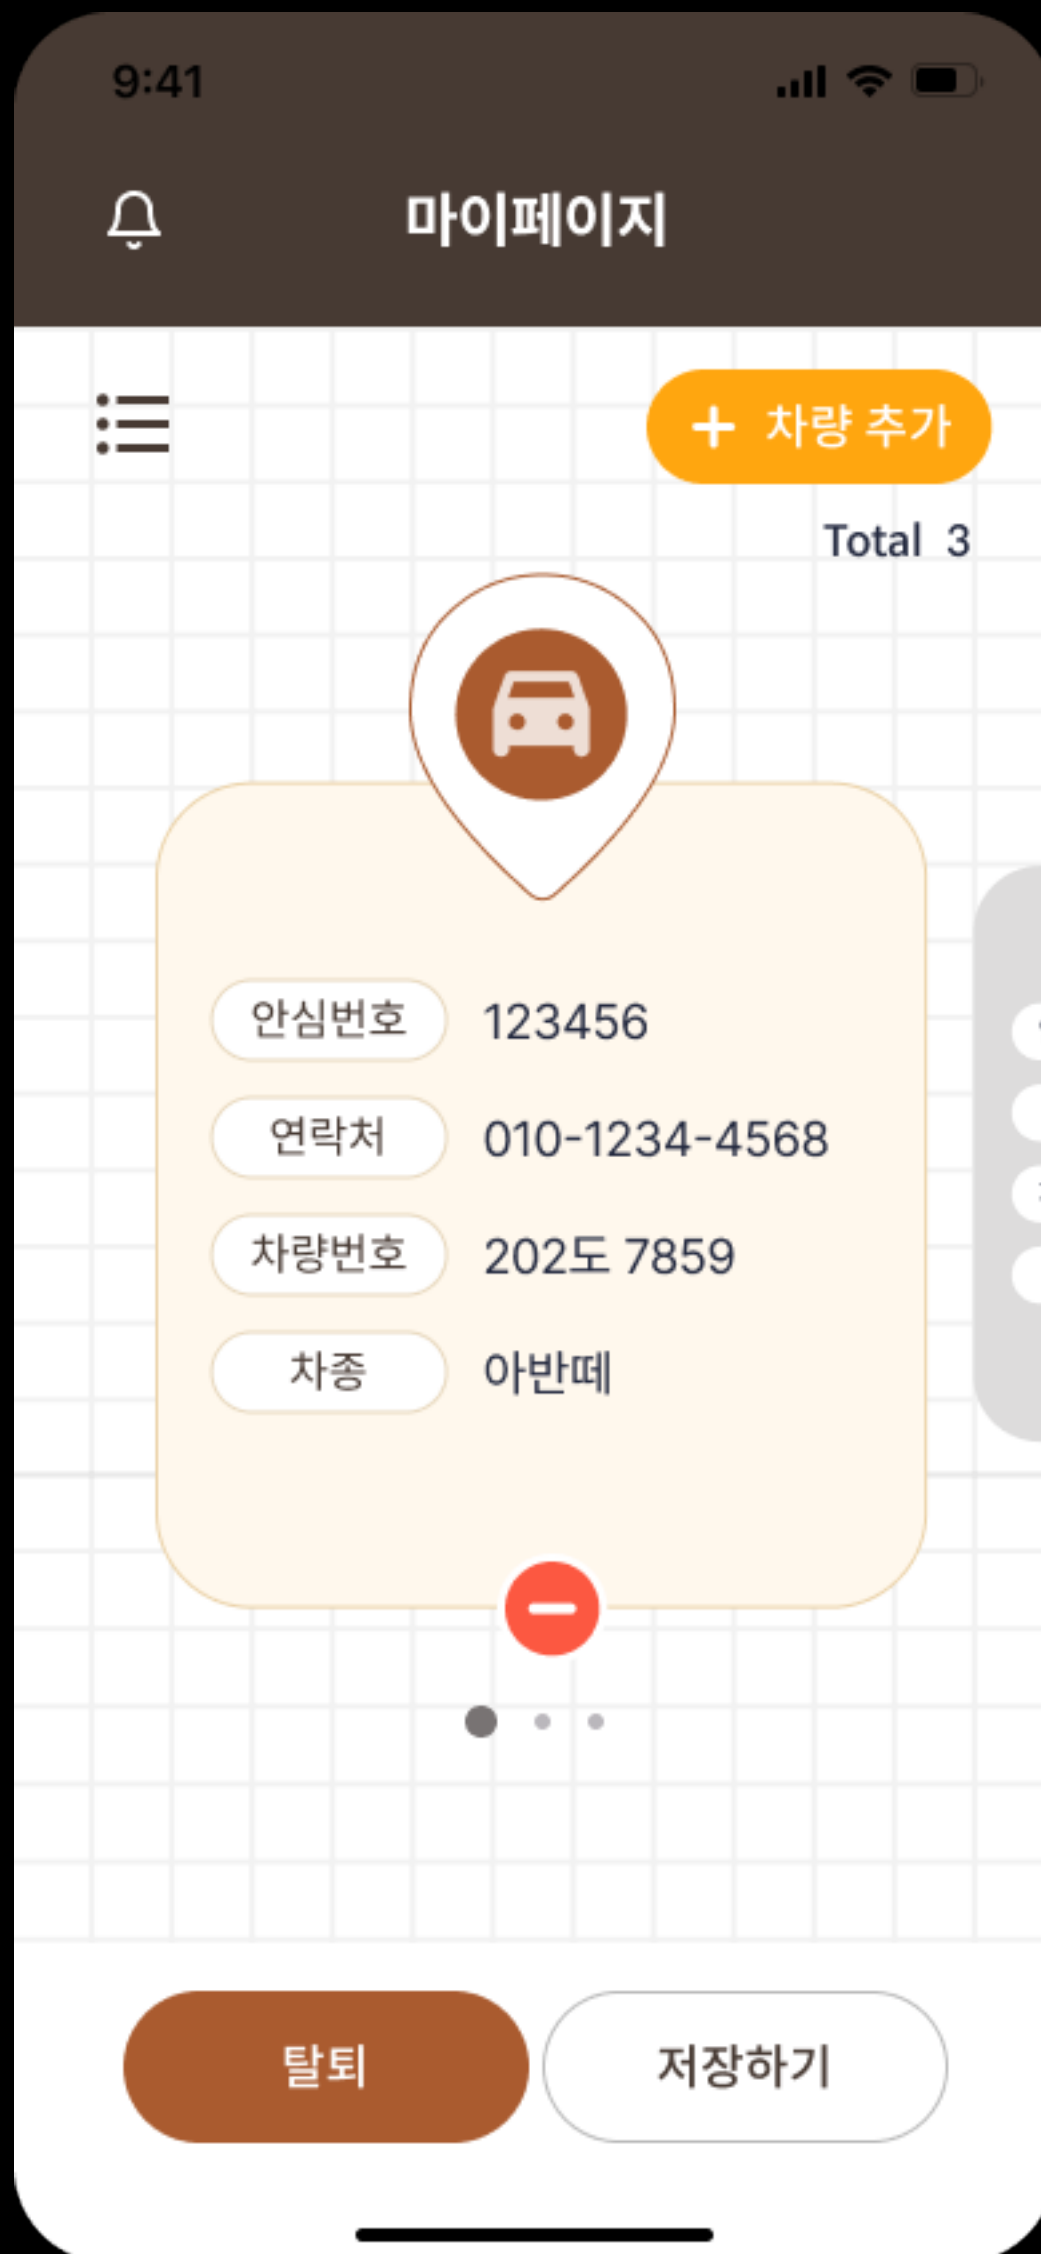 9:41
마이페이지
차량 추가
Total 3
안심번호 123456
연락처 010-1234-4568
차량번호 202도 7859
차종 아반떼
탈퇴 저장하기